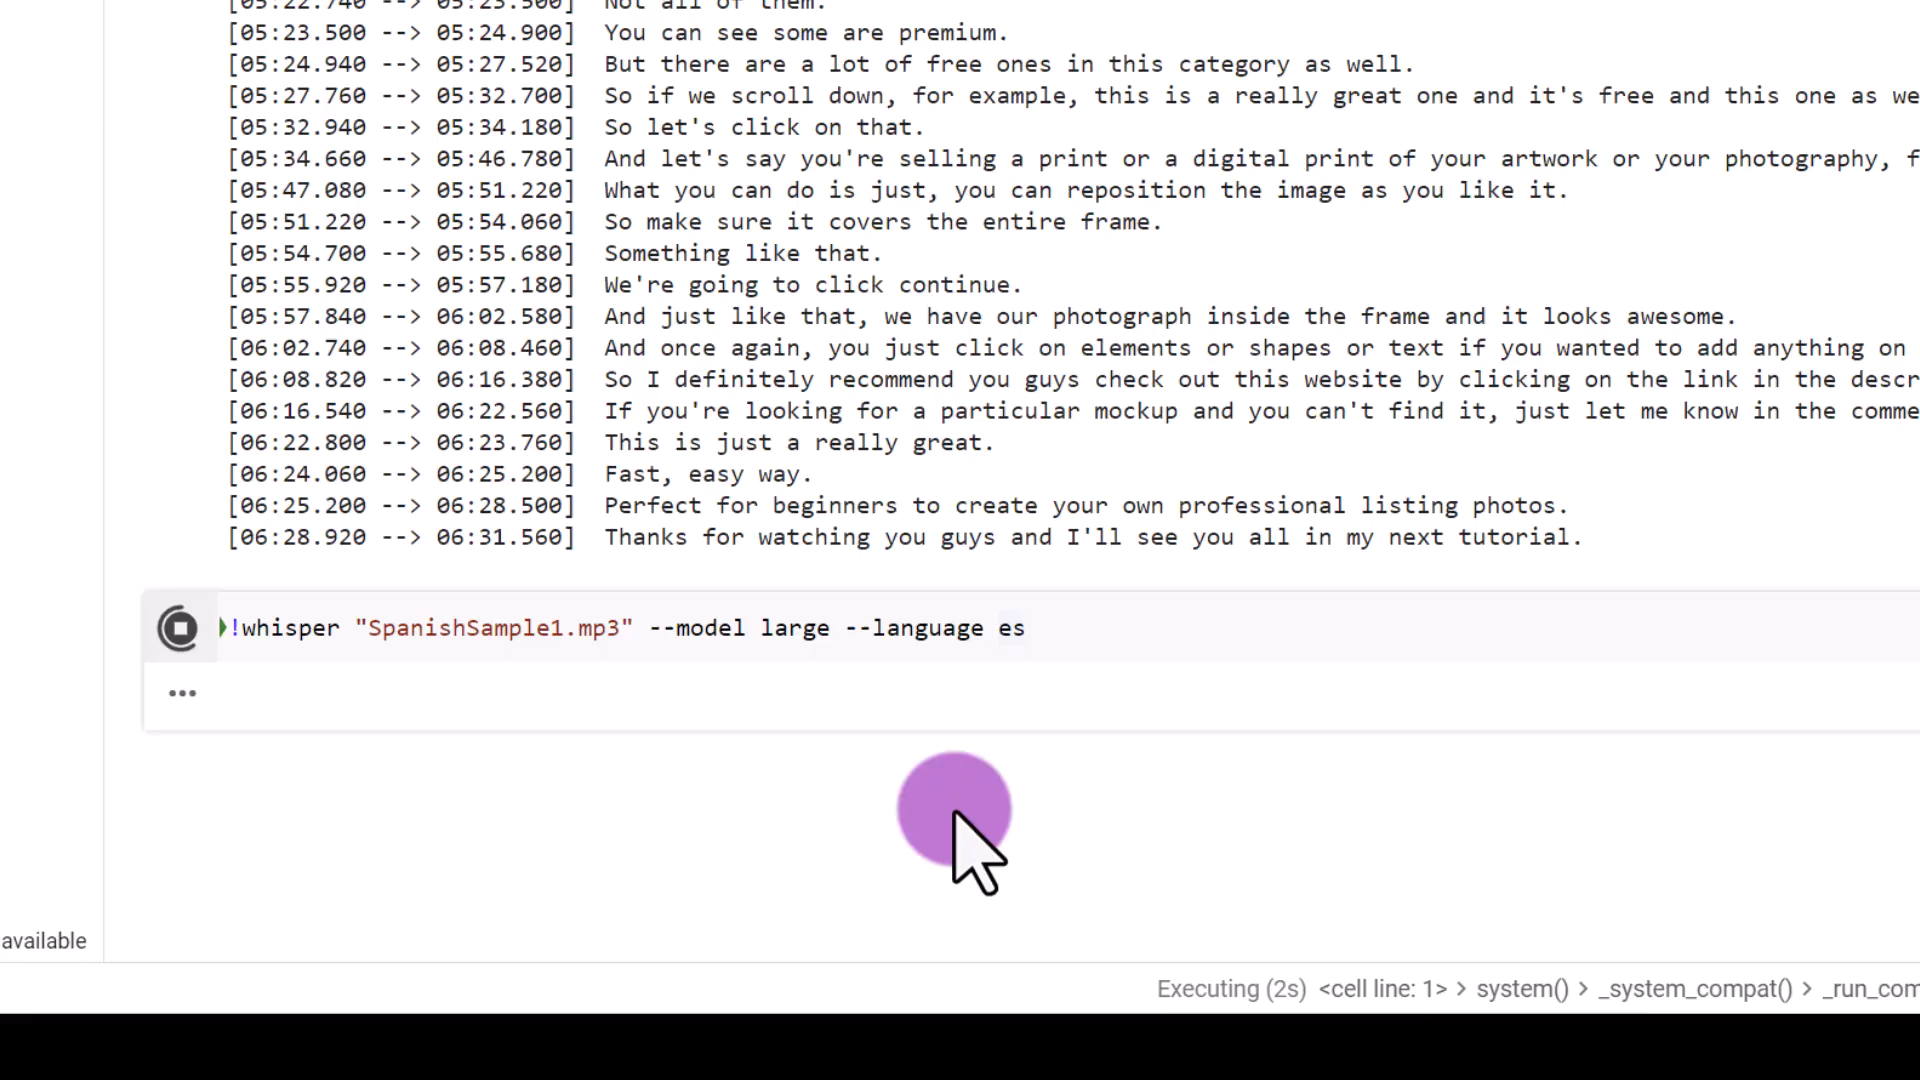 [05:22.740 --> 05:23.500] Not all of them.
[05:23.500 --> 05:24.900] You can see some are premium.
[05:24.940 --> 05:27.520] But there are a lot of free ones in this category as well.
[05:27.760 --> 05:32.700] So if we scroll down, for example, this is a really great one and it's free and this one as we
[05:32.940 --> 05:34.180] So let's click on that.
[05:34.660 --> 05:46.780] And let's say you're selling a print or a digital print of your artwork or your photography, f
[05:47.080 --> 05:51.220] What you can do is just, you can reposition the image as you like it.
[05:51.220 --> 05:54.060] So make sure it covers the entire frame.
[05:54.700 --> 05:55.680] Something like that.
[05:55.920 --> 05:57.180] We're going to click continue.
[05:57.840 --> 06:02.580] And just like that, we have our photograph inside the frame and it looks awesome.
[06:02.740 --> 06:08.460] And once again, you just click on elements or shapes or text if you wanted to add anything on
[06:08.820 --> 06:16.380] So I definitely recommend you guys check out this website by clicking on the link in the descr
[06:16.540 --> 06:22.560] If you're looking for a particular mockup and you can't find it, just let me know in the comme
[06:22.800 --> 06:23.760] This is just a really great.
[06:24.060 --> 06:25.200] Fast, easy way.
[06:25.200 --> 06:28.500] Perfect for beginners to create your own professional listing photos.
[06:28.920 --> 06:31.560] Thanks for watching you guys and I'll see you all in my next tutorial.
!whisper "SpanishSample1.mp3" --model large --language es
available
Executing (2s) <cell line: 1> > system() > _system_compat() > _run_com